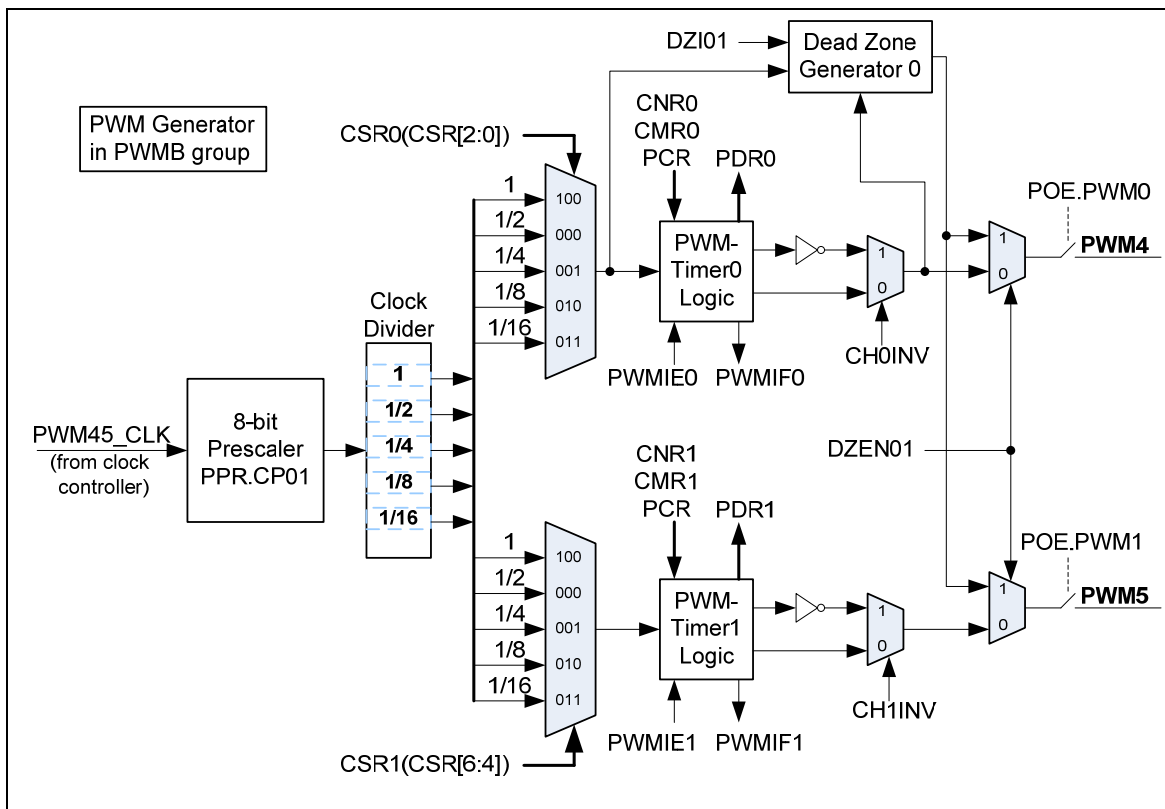 PWM Generator
in PWMB group
DZI01
Dead Zone
Generator 0
CSR0(CSR[2:0])
CNR0
CMR0
PCR
PDR0
1
1/2
1/4
1/8
1/16
100
000
001
010
011
PWM-
Timer0
Logic
1
0
CH0INV
PWMIE0
PWMIF0
1
0
POE.PWM0
PWM4
Clock
Divider
1
1/2
1/4
1/8
1/16
PWM45_CLK
(from clock
controller)
8-bit
Prescaler
PPR.CP01
DZEN01
CNR1
CMR1
PCR
PDR1
1
1/2
1/4
1/8
1/16
100
000
001
010
011
PWM-
Timer1
Logic
1
0
CH1INV
PWMIE1
PWMIF1
1
0
POE.PWM1
PWM5
CSR1(CSR[6:4])